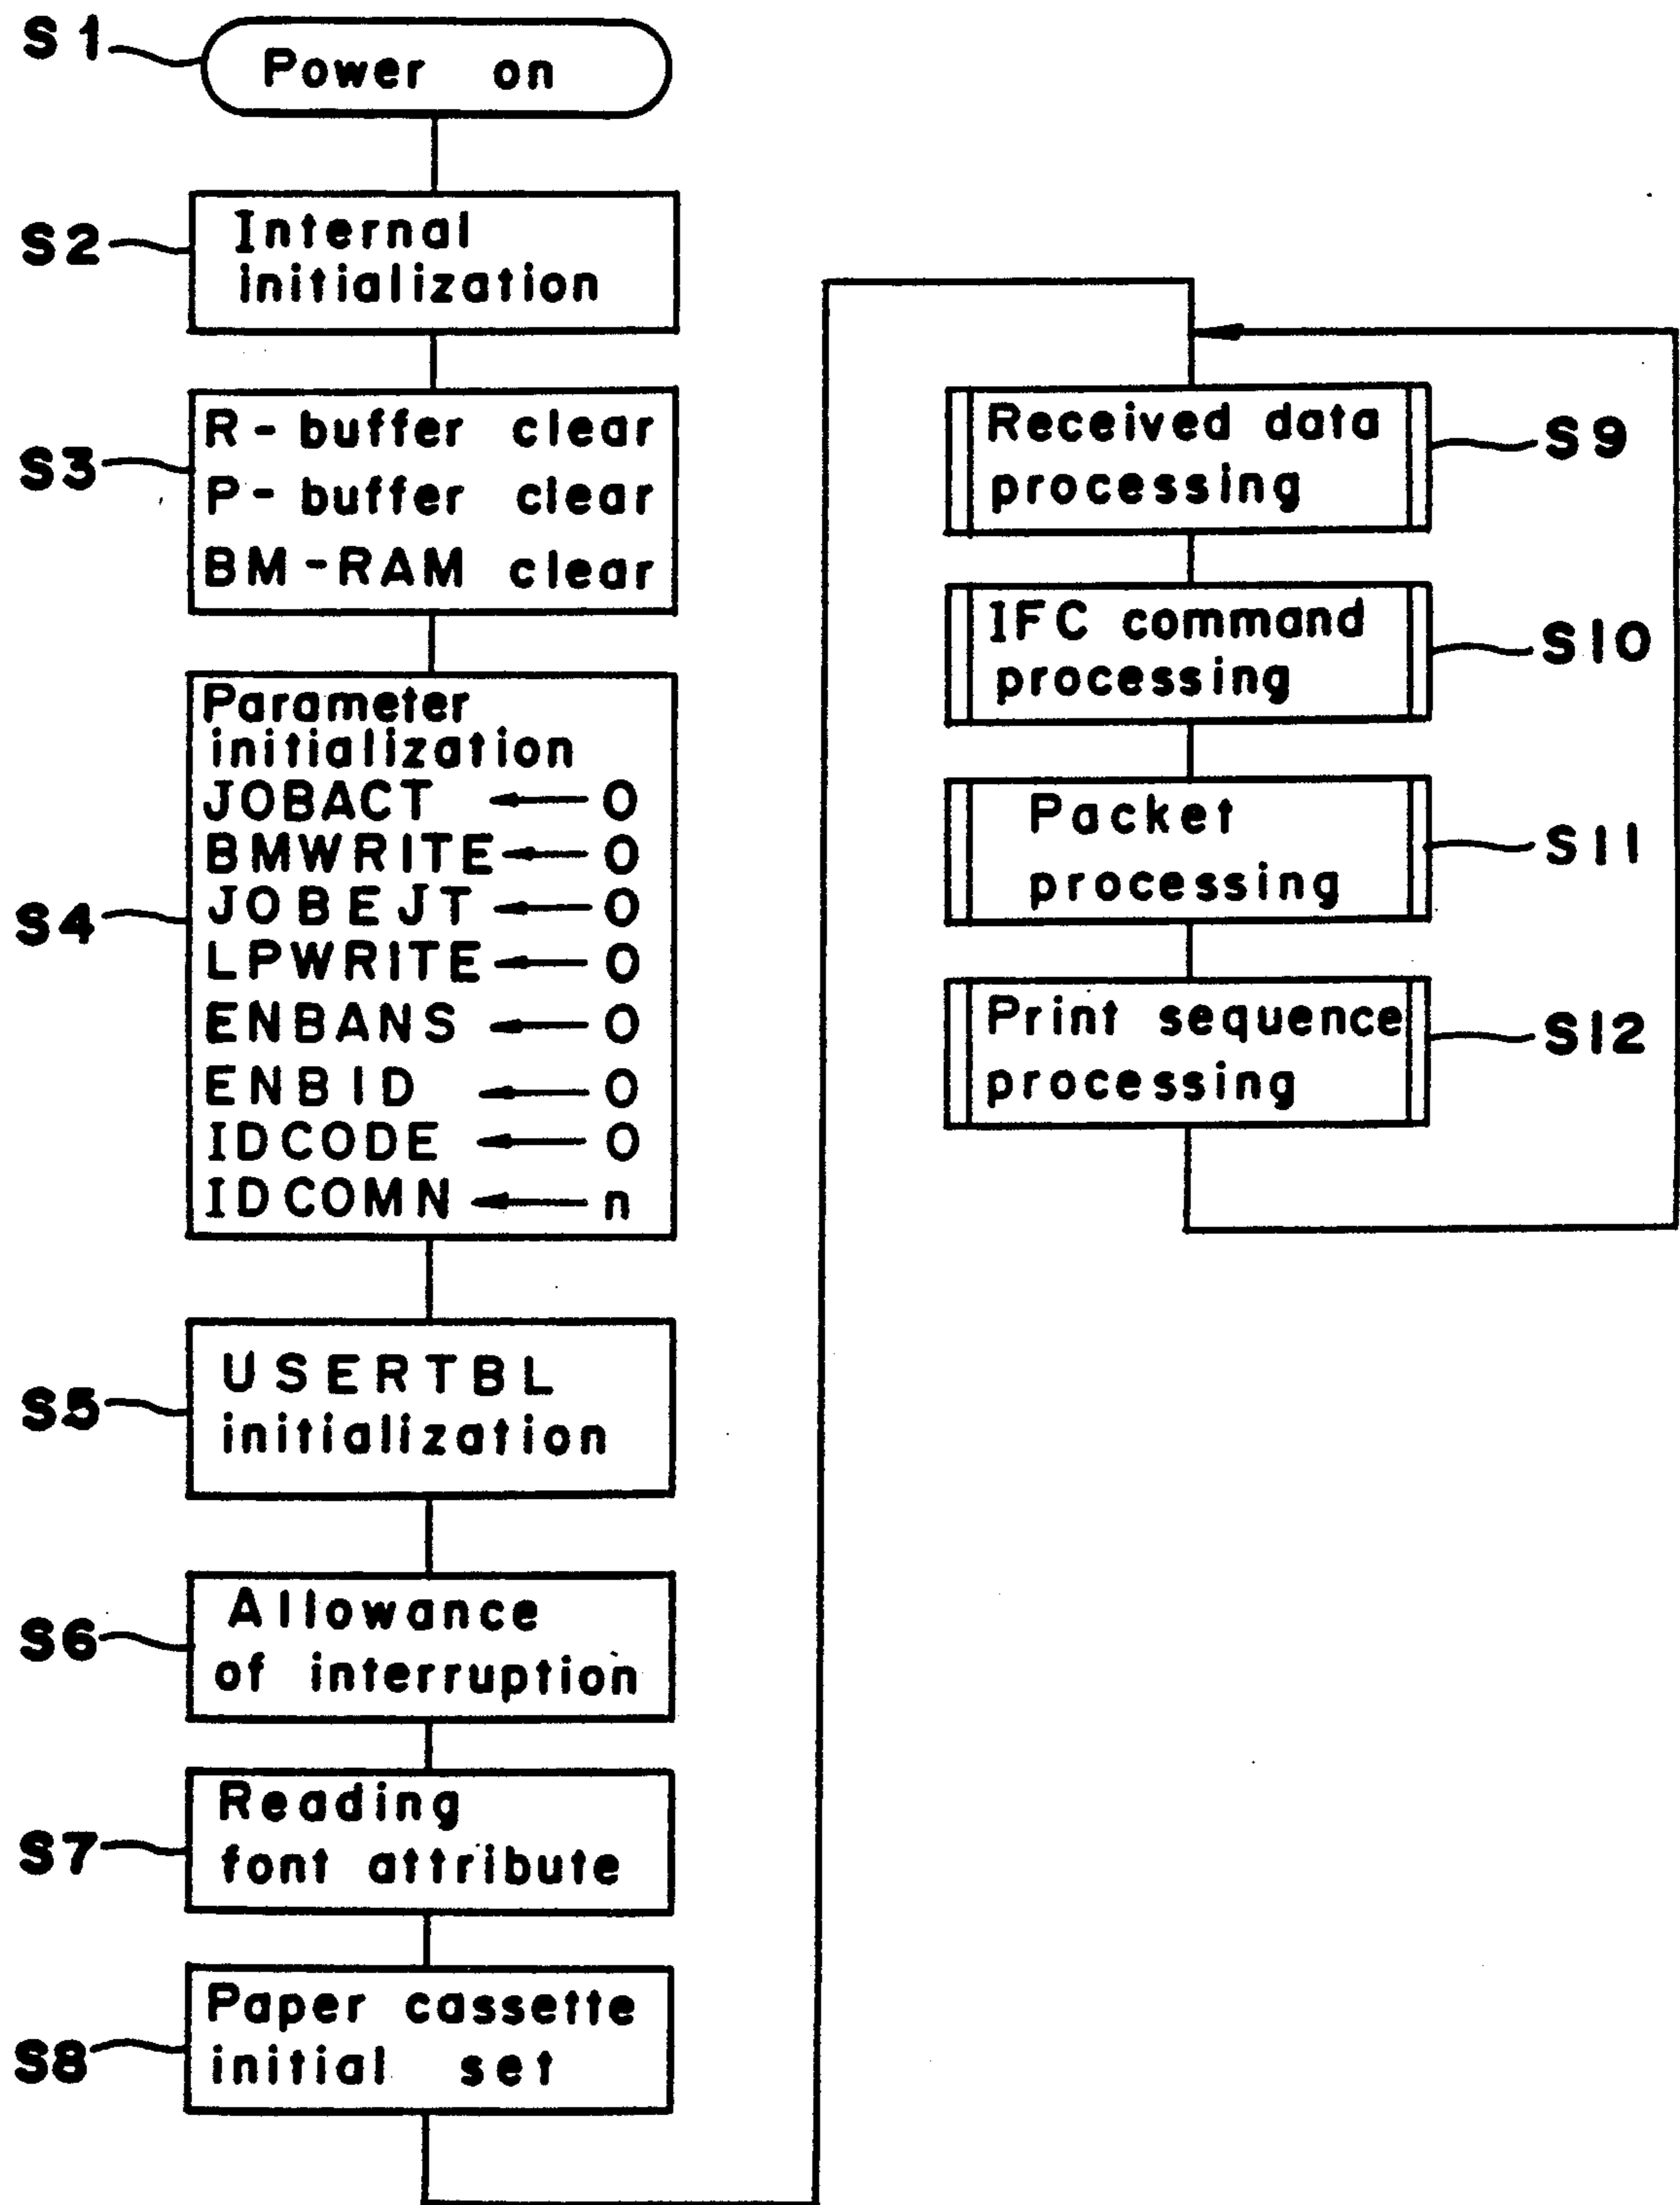 S1
Power on
S2
Internal
initialization
S3
R-buffer clear
P-buffer clear
BM-RAM clear
S4
Parameter
initialization
JOBACT ← 0
BMWRITE ← 0
JOBEJT ← 0
LPWRITE ← 0
ENBANS ← 0
ENBID ← 0
IDCODE ← 0
IDCOMN ← n
S5
USERTBL
initialization
S6
Allowance
of interruption
S7
Reading
font attribute
S8
Paper cassette
initial set
Received data
processing
S9
IFC command
processing
S10
Packet
processing
S11
Print sequence
processing
S12